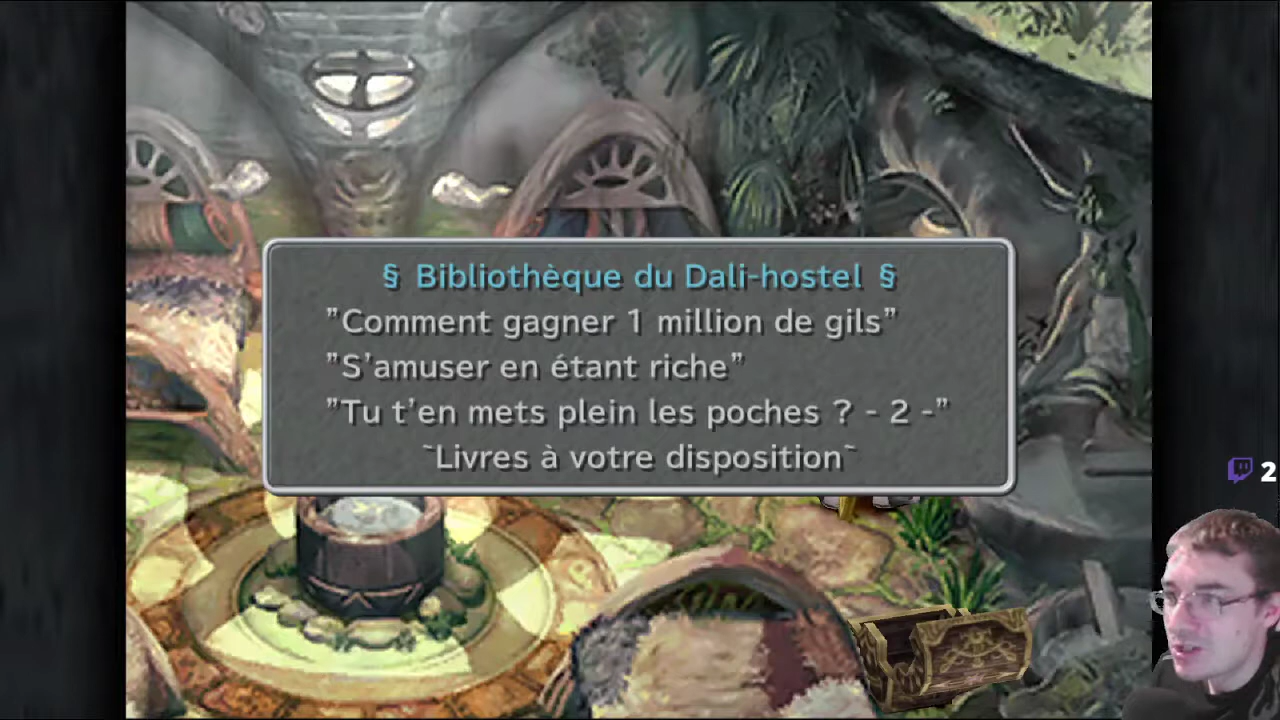 § Bibliothèque du Dali-hostel §
"Comment gagner 1 million de gils"
"S'amuser en étant riche"
"Tu t'en mets plein les poches ? - 2 -"
~Livres à votre disposition~
2